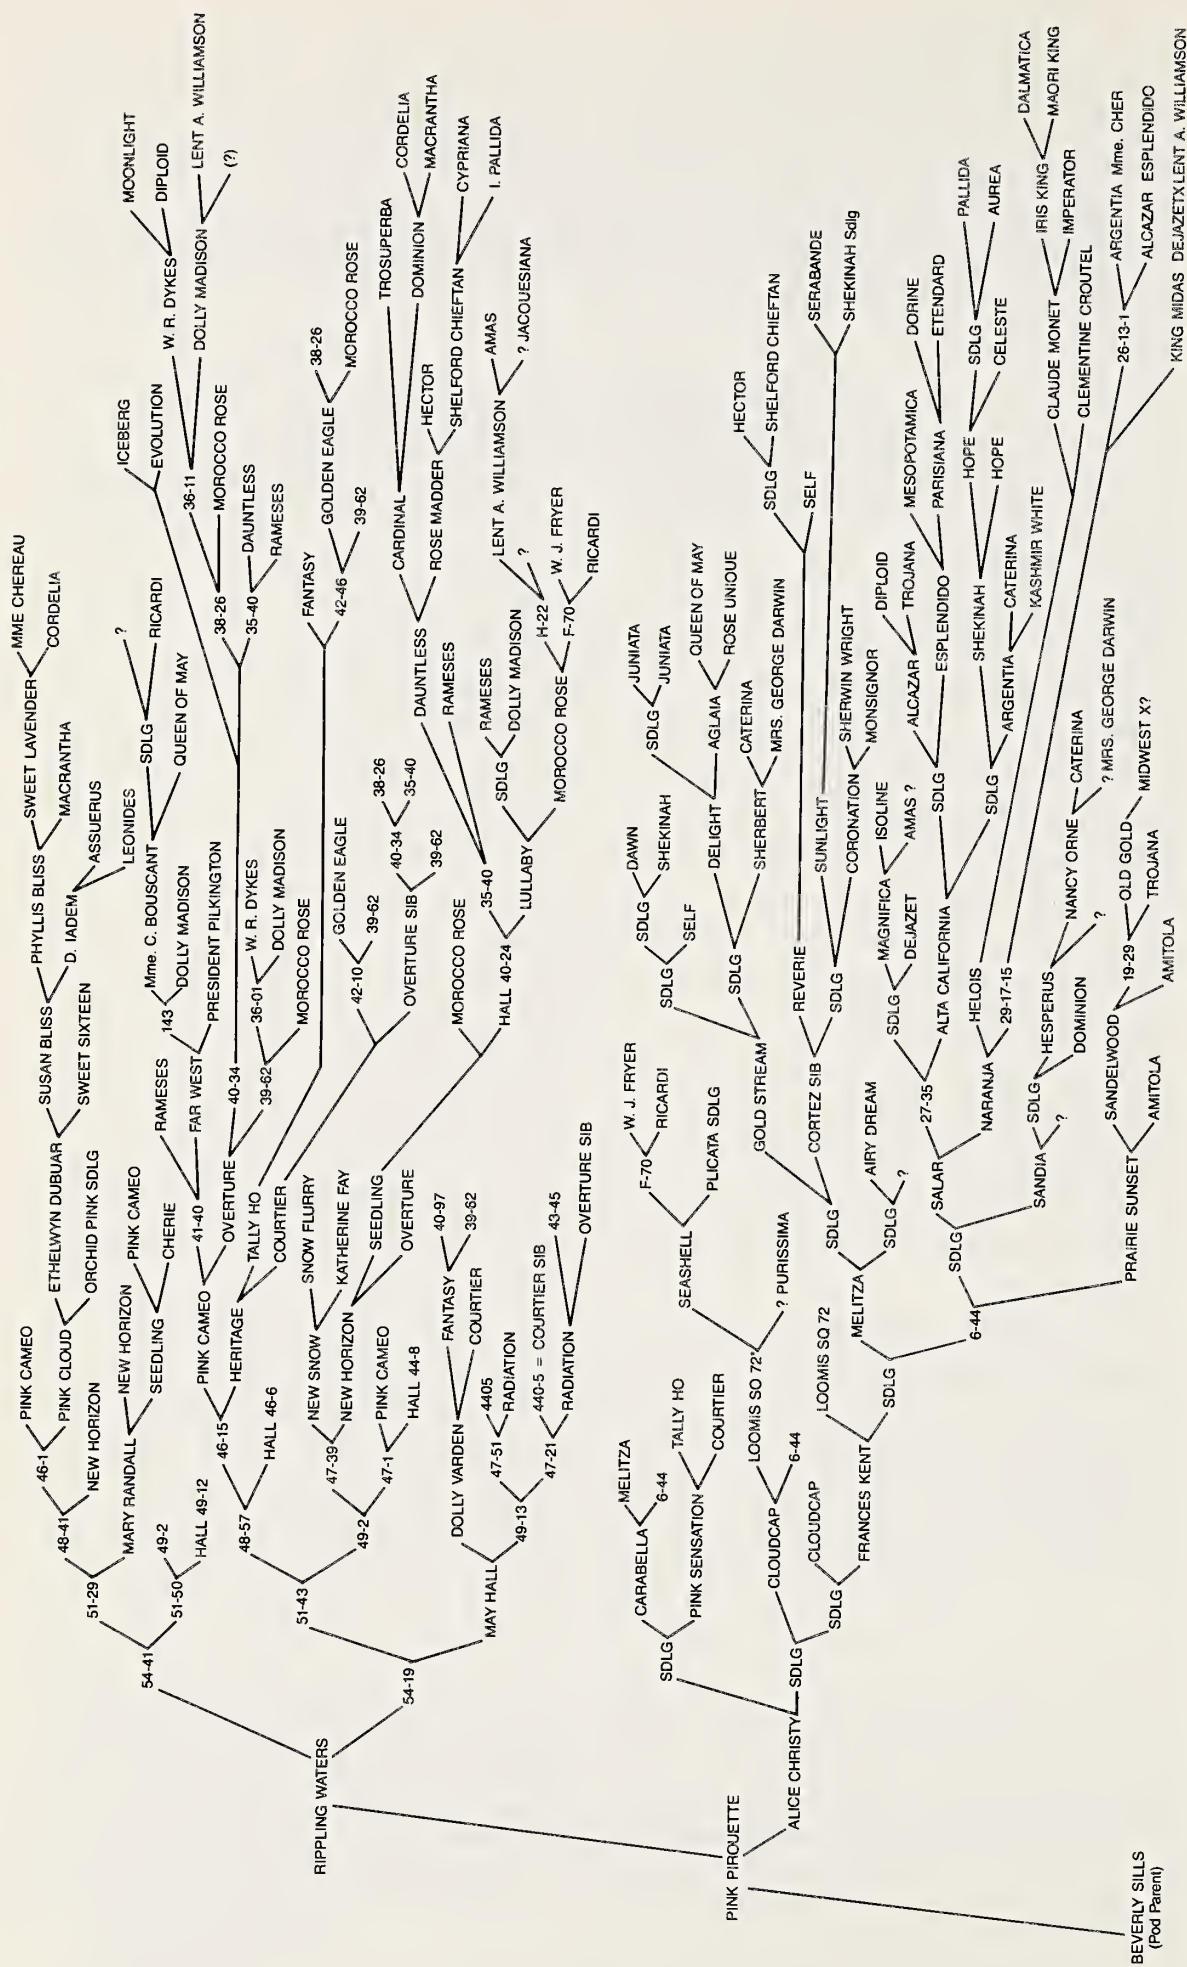 BEVERLY SILLS
(Pod Parent)
PINK PIROUETTE
RIPPLING WATERS
54-41
51-29
48-41
46-1
PINK CAMEO
PINK CLOUD
ETHELWYN DUBUAR
SUSAN BLISS
PHYLLIS BLISS
SWEET LAVENDER
MME CHEREAU
CORDELIA
MACRANTHA
D. IADEM
ASSUERUS
LEONIDES
SWEET SIXTEEN
ORCHID PINK SDLG
NEW HORIZON
MARY RANDALL
NEW HORIZON
SEEDLING
PINK CAMEO
CHERIE
51-50
49-2
HALL 49-12
54-19
51-43
48-57
46-15
PINK CAMEO
41-40
RAMESES
FAR WEST
143
Mme. C. BOUSCANT
SDLG
?
RICARDI
QUEEN OF MAY
DOLLY MADISON
PRESIDENT PILKINGTON
OVERTURE
40-34
ICEBERG
EVOLUTION
38-26
36-11
W. R. DYKES
MOONLIGHT
DIPLOID
DOLLY MADISON
LENT A. WILLIAMSON
(?)
MOROCCO ROSE
35-40
DAUNTLESS
RAMESES
39-62
36-01
W. R. DYKES
DOLLY MADISON
MOROCCO ROSE
HERITAGE
TALLY HO
FANTASY
42-46
GOLDEN EAGLE
38-26
MOROCCO ROSE
39-62
COURTIER
42-10
GOLDEN EAGLE
39-62
OVERTURE SIB
40-34
38-26
35-40
39-62
HALL 46-6
49-2
47-39
NEW SNOW
SNOW FLURRY
KATHERINE FAY
NEW HORIZON
SEEDLING
MOROCCO ROSE
HALL 40-24
35-40
DAUNTLESS
CARDINAL
TROSUPERBA
DOMINION
CORDELIA
MACRANTHA
ROSE MADDER
HECTOR
SHELFORD CHIEFTAN
CYPRIANA
I. PALLIDA
RAMESES
LULLABY
SDLG
RAMESES
DOLLY MADISON
MOROCCO ROSE
H-22
LENT A. WILLIAMSON
AMAS
? JACOUESIANA
?
F-70
W. J. FRYER
RICARDI
OVERTURE
47-1
PINK CAMEO
HALL 44-8
MAY HALL
DOLLY VARDEN
FANTASY
40-97
39-62
COURTIER
49-13
47-51
4405
RADIATION
47-21
440-5 = COURTIER SIB
RADIATION
43-45
OVERTURE SIB
ALICE CHRISTY
SDLG
CARABELLA
MELITZA
6-44
PINK SENSATION
TALLY HO
COURTIER
SDLG
CLOUDCAP
LOOMIS SO 72*
SEASHELL
F-70
W. J. FRYER
RICARDI
PLICATA SDLG
? PURISSIMA
6-44
SDLG
CLOUDCAP
FRANCES KENT
LOOMIS SQ 72
SDLG
MELITZA
SDLG
GOLD STREAM
SDLG
SDLG
DAWN
SHEKINAH
SELF
SDLG
DELIGHT
SDLG
JUNIATA
JUNIATA
AGLAIA
QUEEN OF MAY
ROSE UNIQUE
SHERBERT
CATERINA
MRS. GEORGE DARWIN
CORTEZ SIB
REVERIE
SDLG
HECTOR
SHELFORD CHIEFTAN
SELF
SDLG
SUNLIGHT
SERABANDE
SHEKINAH Sdlg
CORONATION
SHERWIN WRIGHT
MONSIGNOR
SDLG
AIRY DREAM
?
6-44
SDLG
SALAR
27-35
SDLG
MAGNIFICA
ISOLINE
AMAS ?
DEJAZET
ALTA CALIFORNIA
SDLG
ALCAZAR
DIPLOID
TROJANA
ESPLENDIDO
MESOPOTAMICA
PARISIANA
DORINE
ETENDARD
SDLG
SHEKINAH
HOPE
SDLG
PALLIDA
AUREA
CELESTE
HOPE
ARGENTIA
CATERINA
KASHMIR WHITE
NARANJA
HELOIS
CLAUDE MONET
IRIS KING
DALMATICA
MAORI KING
IMPERATOR
CLEMENTINE CROUTEL
29-17-15
26-13-1
ARGENTIA Mme. CHER
ALCAZAR ESPLENDIDO
KING MIDAS DEJAZETXLENT A. WILLIAMSON
SANDIA
SDLG
HESPERUS
NANCY ORNE
CATERINA
? MRS. GEORGE DARWIN
?
DOMINION
?
PRAIRIE SUNSET
SANDELWOOD
19-29
OLD GOLD
MIDWEST X?
TROJANA
AMITOLA
AMITOLA